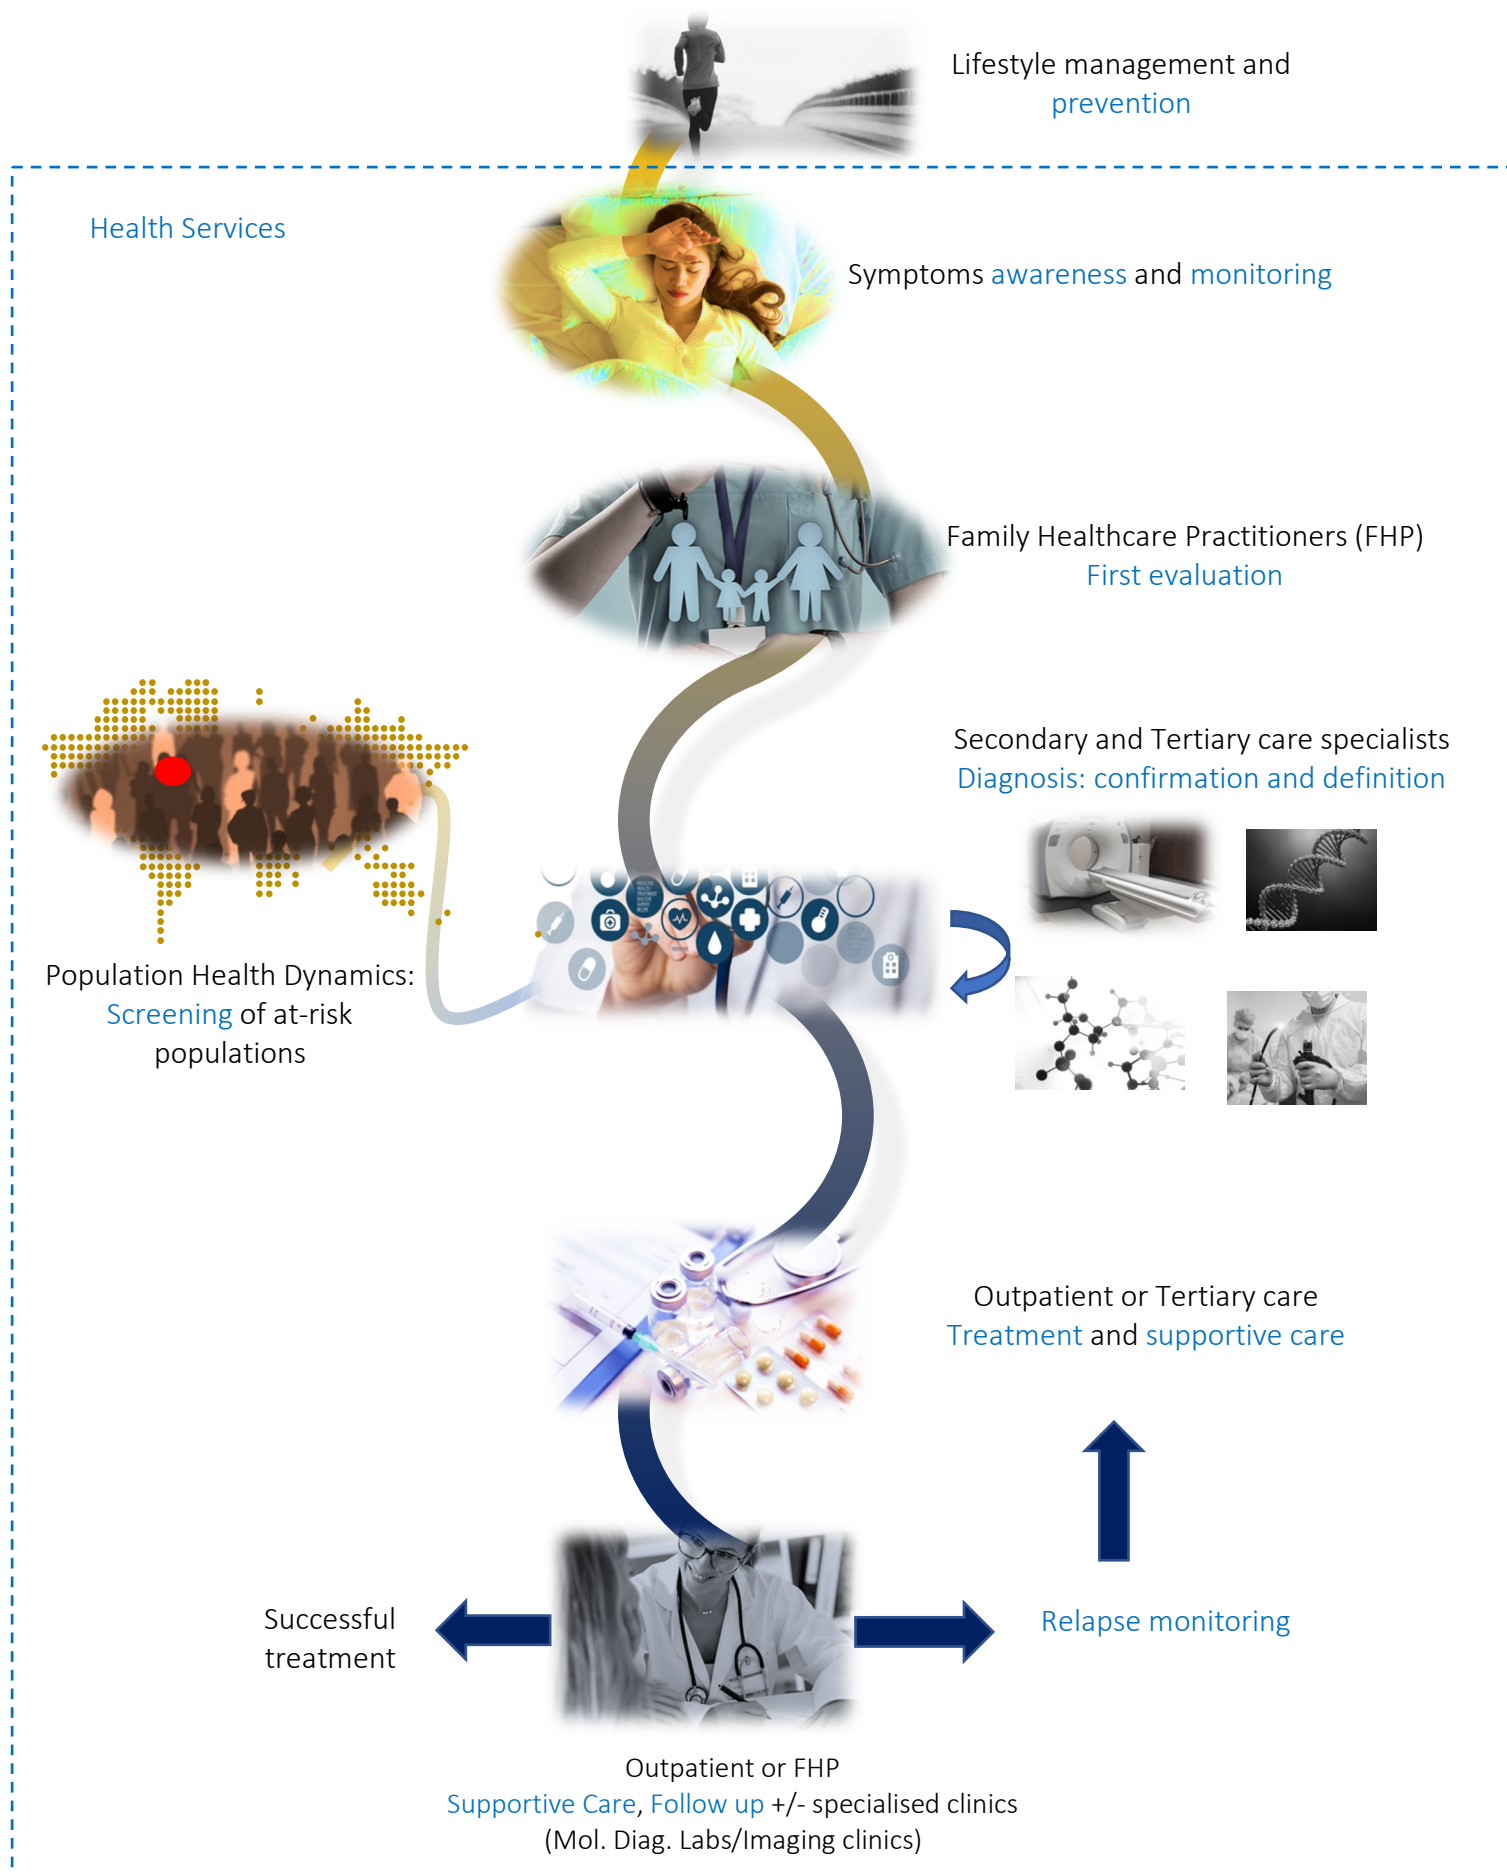 Lifestyle management and
prevention
Health Services
Symptoms awareness and monitoring
Family Healthcare Practitioners (FHP)
First evaluation
Secondary and Tertiary care specialists
Diagnosis: confirmation and definition
Population Health Dynamics:
Screening of at-risk
populations
Outpatient or Tertiary care
Treatment and supportive care
Successful
treatment
Relapse monitoring
Outpatient or FHP
Supportive Care, Follow up +/- specialised clinics
(Mol. Diag. Labs/Imaging clinics)